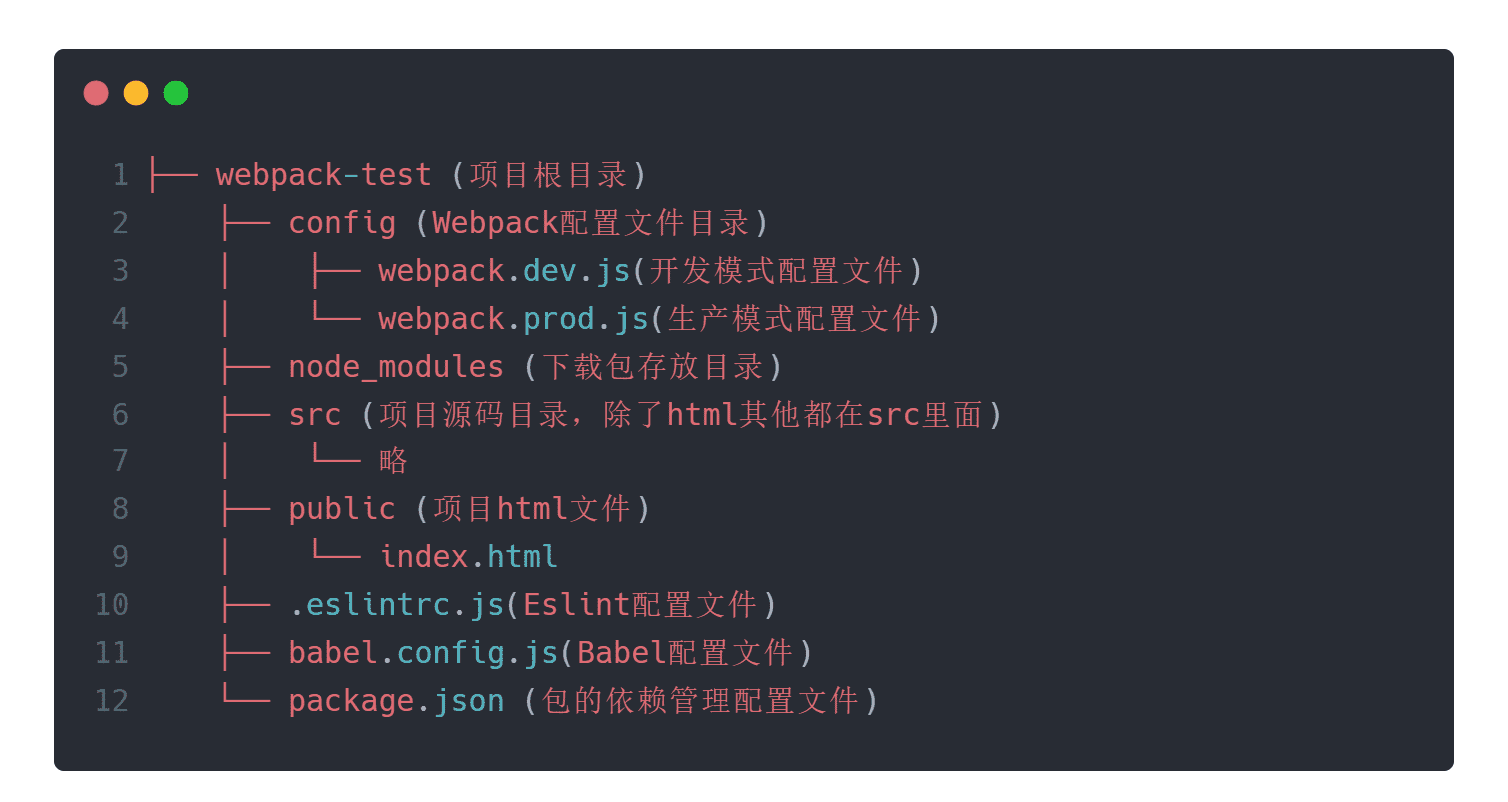 1 ├── webpack-test (项目根目录)
2     ├── config (Webpack配置文件目录)
3     │    ├── webpack.dev.js(开发模式配置文件)
4     │    └── webpack.prod.js(生产模式配置文件)
5     ├── node_modules (下载包存放目录)
6     ├── src (项目源码目录，除了html其他都在src里面)
7     │    └── 略
8     ├── public (项目html文件)
9     │    └── index.html
10     ├── .eslintrc.js(Eslint配置文件)
11     ├── babel.config.js(Babel配置文件)
12     └── package.json (包的依赖管理配置文件)